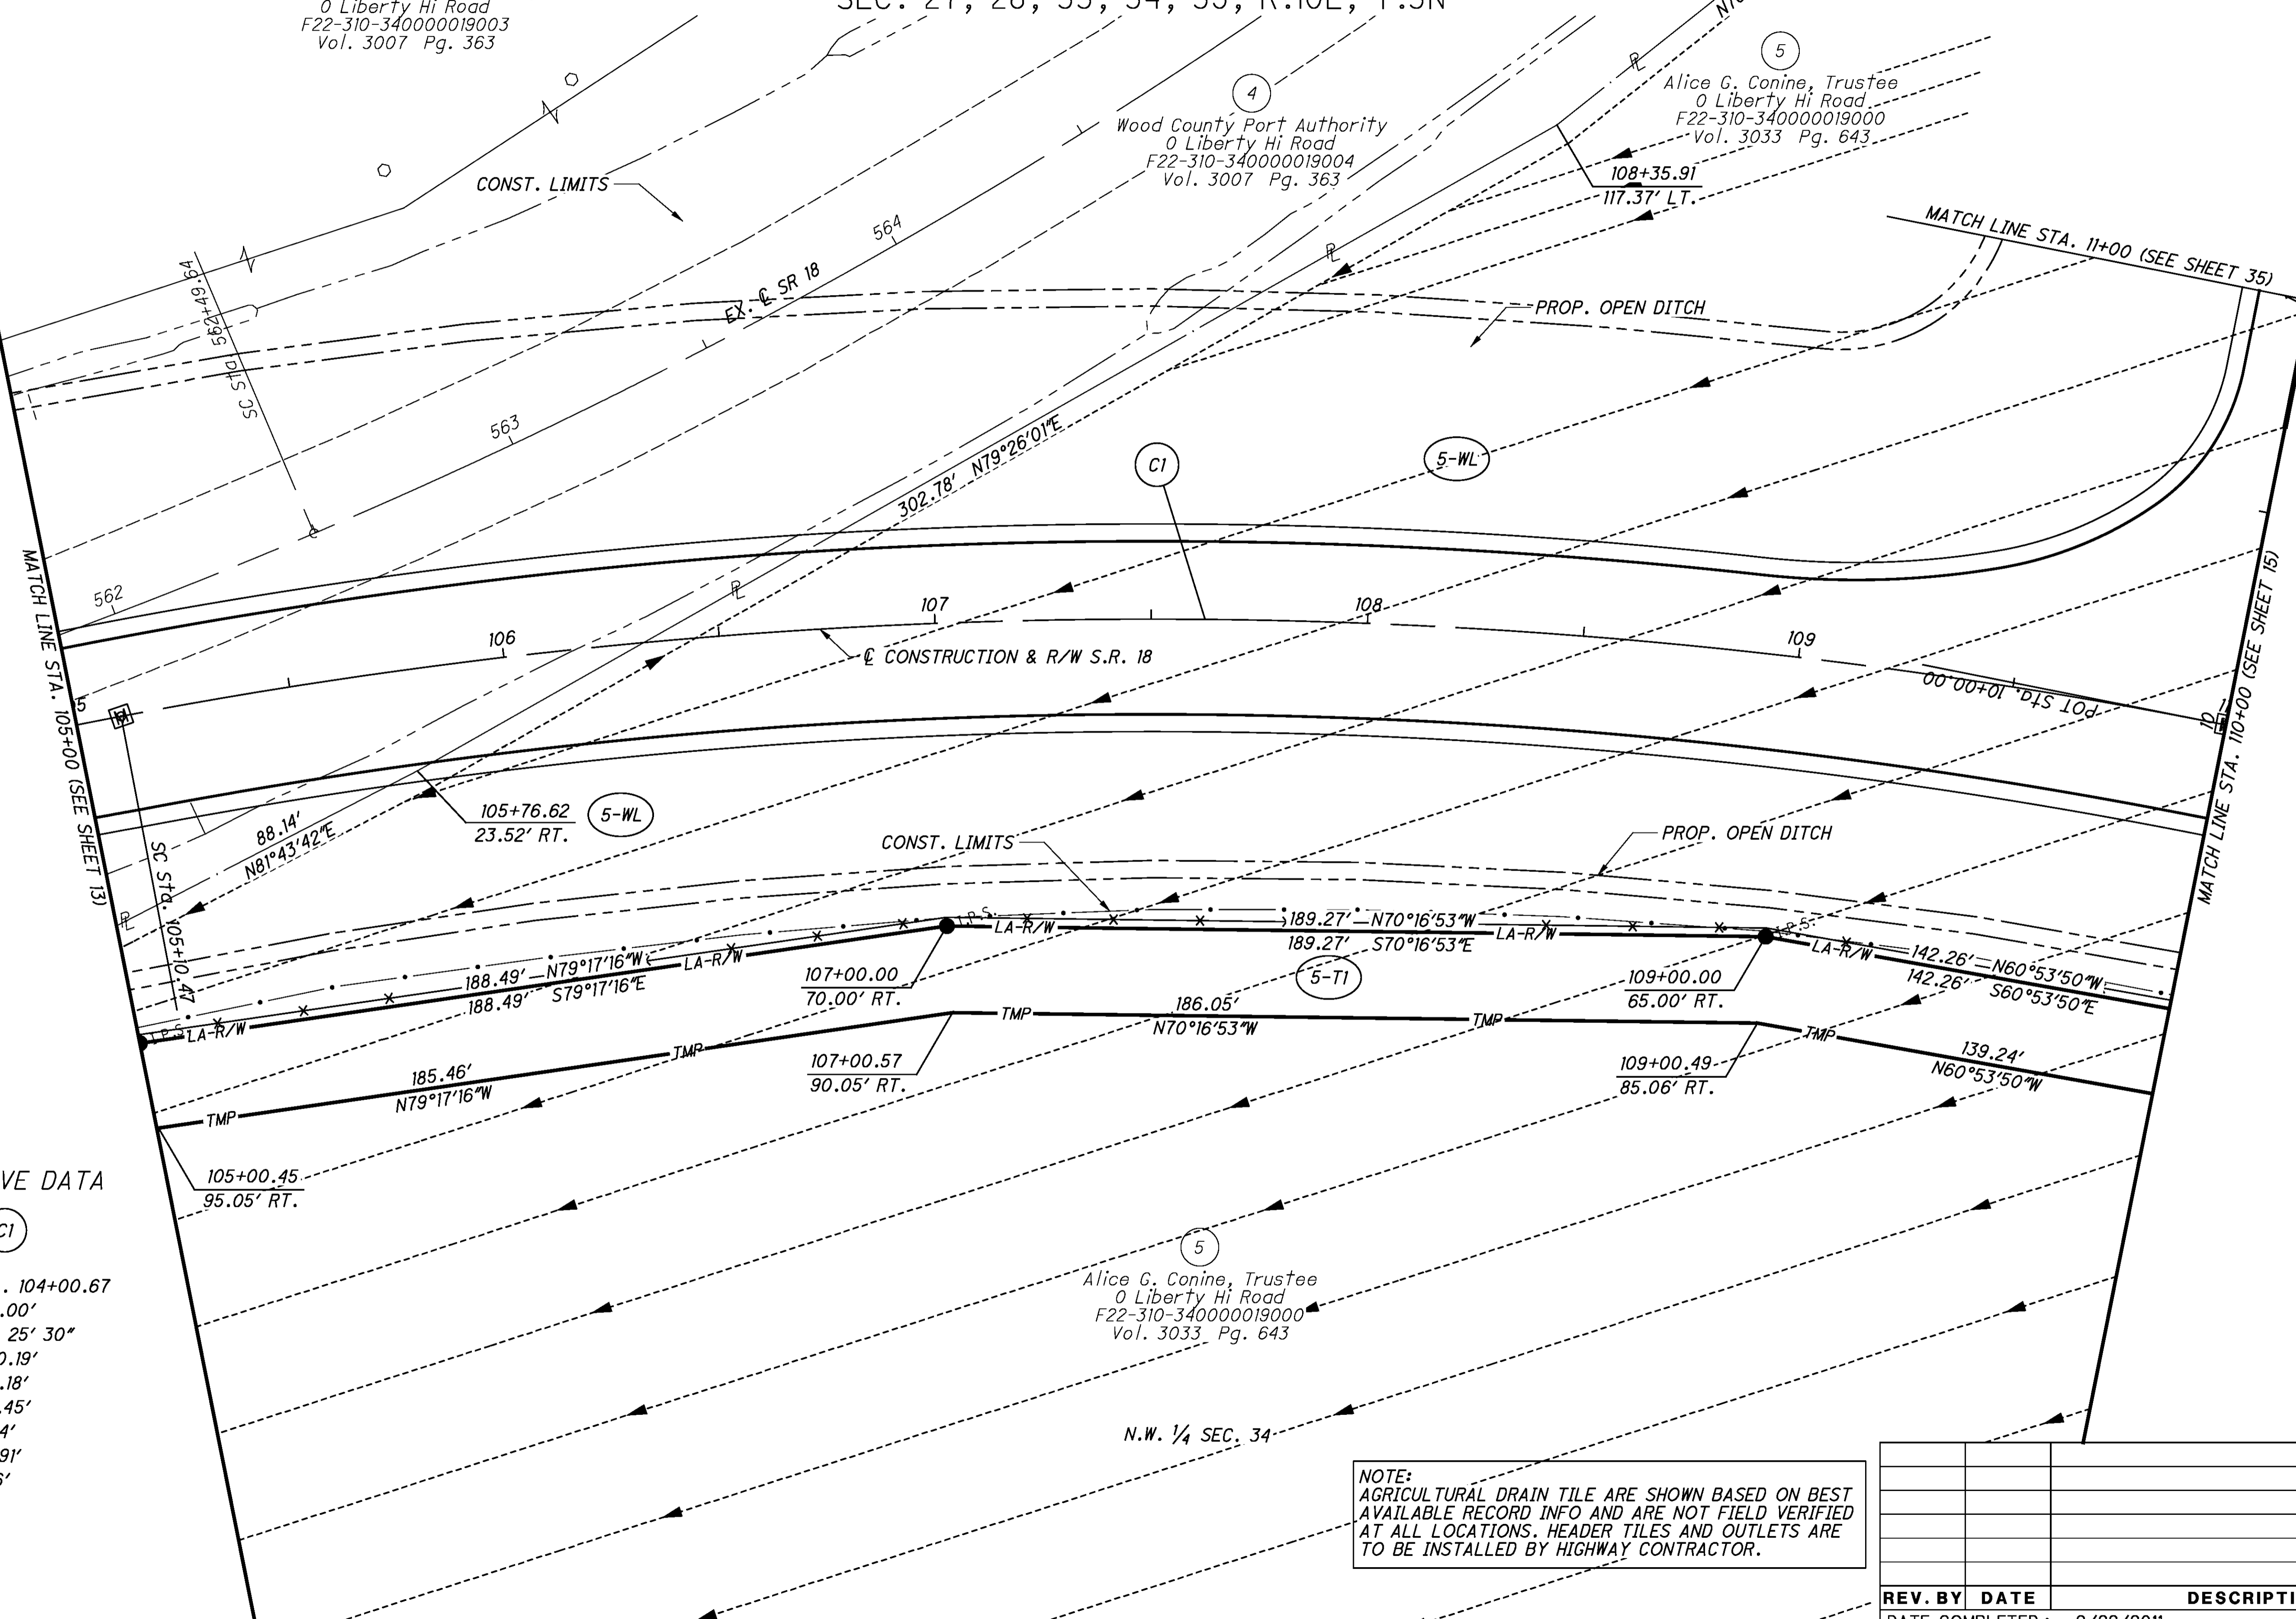 0 Liberty Hi Road
F22-310-340000019003
Vol. 3007 Pg. 363
5
Alice G. Conine, Trustee
0 Liberty Hi Road
F22-310-340000019000
Vol. 3033 Pg. 643
4
Wood County Port Authority
0 Liberty Hi Road
F22-310-340000019004
Vol. 3007 Pg. 363
CONST. LIMITS
108+35.91
117.37' LT.
MATCH LINE STA. 11+00 (SEE SHEET 35)
564
EX. ℄ SR 18
SC Sta. 562+49.64
PROP. OPEN DITCH
563
302.78' N79°26'01"E
C1
5-WL
562
MATCH LINE STA. 105+00 (SEE SHEET 13)
MATCH LINE STA. 110+00 (SEE SHEET 15)
106
107
108
109
℄ CONSTRUCTION & R/W S.R. 18
POT Sta. 10+00.00
10
105+76.62
23.52' RT.
5-WL
88.14'
N81°43'42"E
SC Sta. 105+10.47
CONST. LIMITS
PROP. OPEN DITCH
I.P.S.
LA-R/W
188.49' N79°17'16"W
188.49' S79°17'16"E
LA-R/W
I.P.S.
LA-R/W
189.27' N70°16'53"W
189.27' S70°16'53"E
LA-R/W
I.P.S.
LA-R/W
142.26' N60°53'50"W
142.26' S60°53'50"E
107+00.00
70.00' RT.
5-T1
109+00.00
65.00' RT.
TMP
186.05'
N70°16'53"W
TMP
TMP
TMP
185.46'
N79°17'16"W
TMP
107+00.57
90.05' RT.
109+00.49
85.06' RT.
139.24'
N60°53'50"W
105+00.45
95.05' RT.
VE DATA
C1
. 104+00.67
.00'
25' 30"
0.19'
.18'
.45'
4'
91'
5
Alice G. Conine, Trustee
0 Liberty Hi Road
F22-310-340000019000
Vol. 3033 Pg. 643
N.W. ¼ SEC. 34
NOTE:
AGRICULTURAL DRAIN TILE ARE SHOWN BASED ON BEST
AVAILABLE RECORD INFO AND ARE NOT FIELD VERIFIED
AT ALL LOCATIONS. HEADER TILES AND OUTLETS ARE
TO BE INSTALLED BY HIGHWAY CONTRACTOR.
REV. BY DATE DESCRIPTI